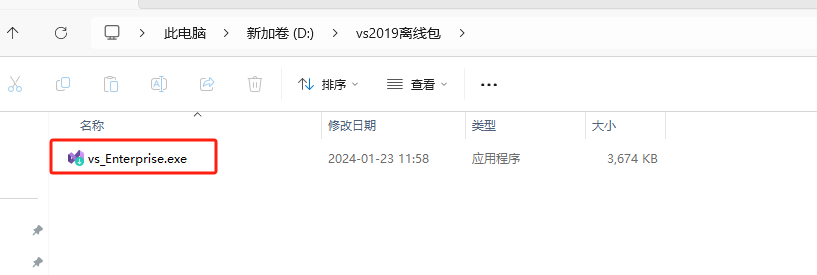 此电脑 > 新加卷 (D:) > vs2019离线包 >
排序 查看 ...
名称 修改日期 类型 大小
vs_Enterprise.exe 2024-01-23 11:58 应用程序 3,674 KB